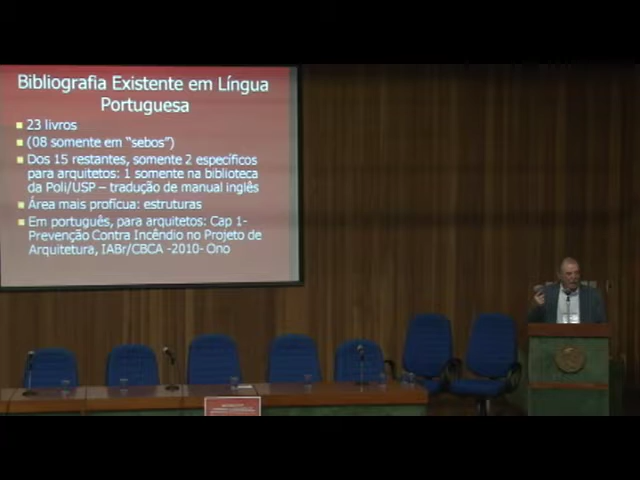 Bibliografia Existente em Língua
Portuguesa
23 livros
(08 somente em "sebos")
Dos 15 restantes, somente 2 específicos
para arquitetos: 1 somente na biblioteca
da Poli/USP – tradução de manual inglês
Área mais profícua: estruturas
Em português, para arquitetos: Cap 1-
Prevenção Contra Incêndio no Projeto de
Arquitetura, IABr/CBCA -2010- Ono